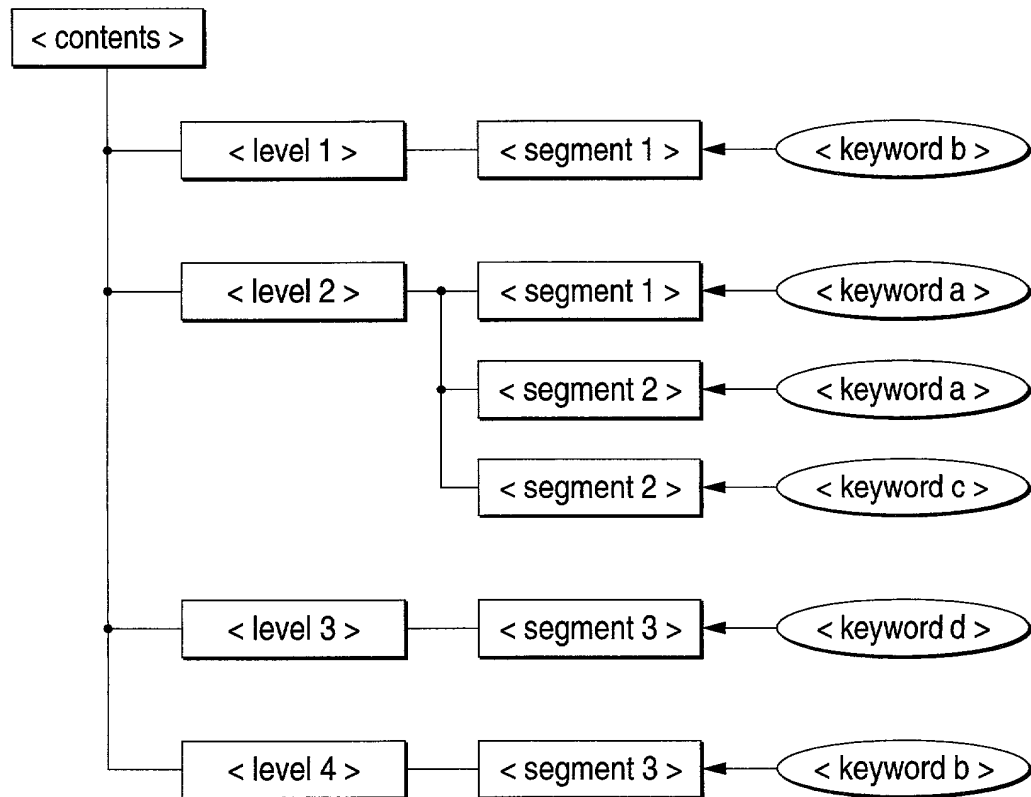 < contents >
< level 1 >
< segment 1 >
< keyword b >
< level 2 >
< segment 1 >
< keyword a >
< segment 2 >
< keyword a >
< segment 2 >
< keyword c >
< level 3 >
< segment 3 >
< keyword d >
< level 4 >
< segment 3 >
< keyword b >